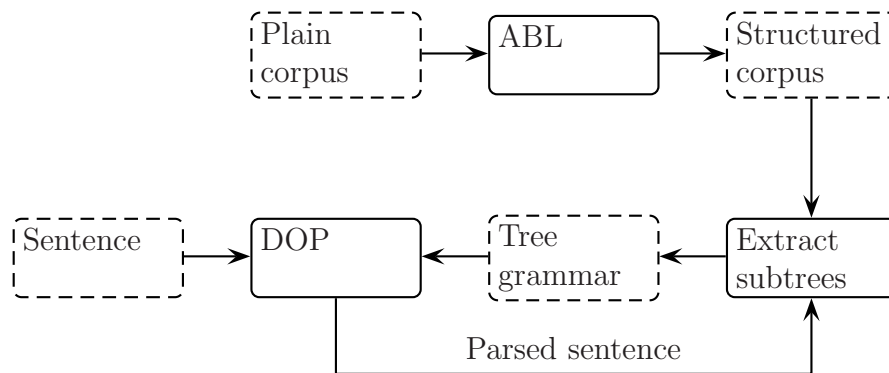 Plain
corpus
ABL
Structured
corpus
Sentence
DOP
Tree
grammar
Extract
subtrees
Parsed sentence